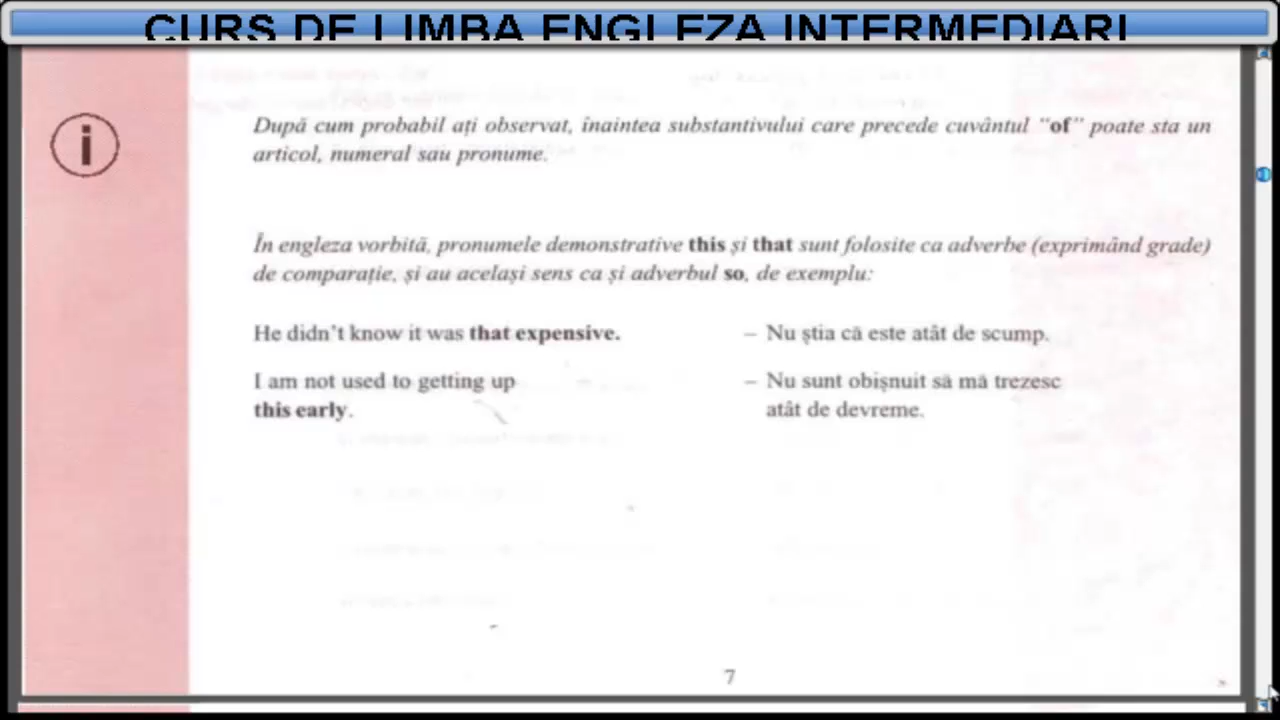 CURS DE LIMBA ENGLEZA INTERMEDIARI
i
După cum probabil ați observat, înaintea substantivului care precede cuvântul "of" poate sta un
articol, numeral sau pronume.
În engleza vorbită, pronumele demonstrative this și that sunt folosite ca adverbe (exprimând grade)
de comparație, și au același sens ca și adverbul so, de exemplu:
He didn't know it was that expensive. – Nu știa că este atât de scump.
I am not used to getting up – Nu sunt obișnuit să mă trezesc
this early. atât de devreme.
7